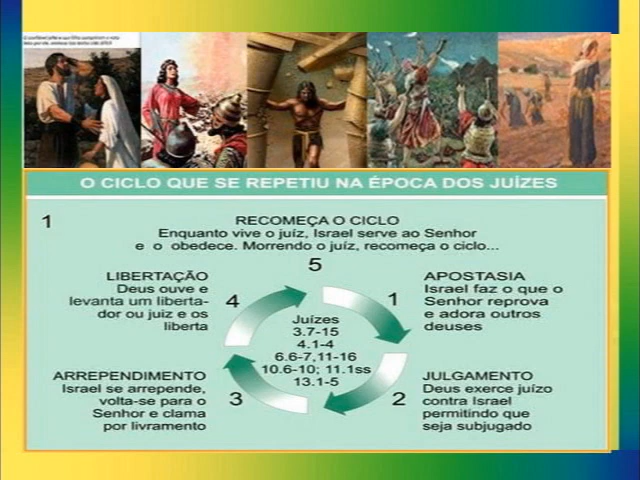 O CICLO QUE SE REPETIU NA ÉPOCA DOS JUÍZES
1
RECOMEÇA O CICLO
Enquanto vive o juíz, Israel serve ao Senhor
e o obedece. Morrendo o juíz, recomeça o ciclo...
5
APOSTASIA
Israel faz o que o
Senhor reprova
e adora outros
deuses
1
JULGAMENTO
Deus exerce juízo
contra Israel
permitindo que
seja subjugado
2
ARREPENDIMENTO
Israel se arrepende,
volta-se para o
Senhor e clama
por livramento
3
LIBERTAÇÃO
Deus ouve e
levanta um liberta-
dor ou juiz e os
liberta
4
Juízes
3.7-15
4.1-4
6.6-7,11-16
10.6-10; 11.1ss
13.1-5